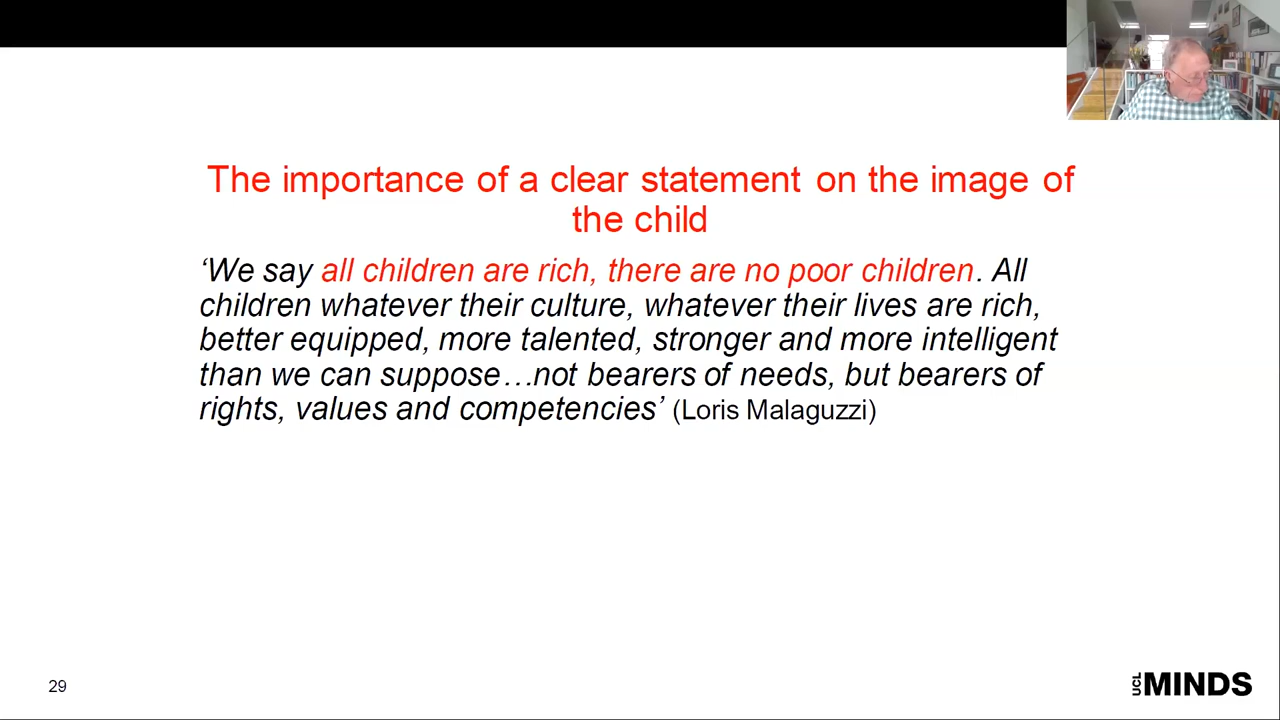 The importance of a clear statement on the image of
the child
‘We say all children are rich, there are no poor children. All
children whatever their culture, whatever their lives are rich,
better equipped, more talented, stronger and more intelligent
than we can suppose…not bearers of needs, but bearers of
rights, values and competencies’ (Loris Malaguzzi)
29
UCL MINDS